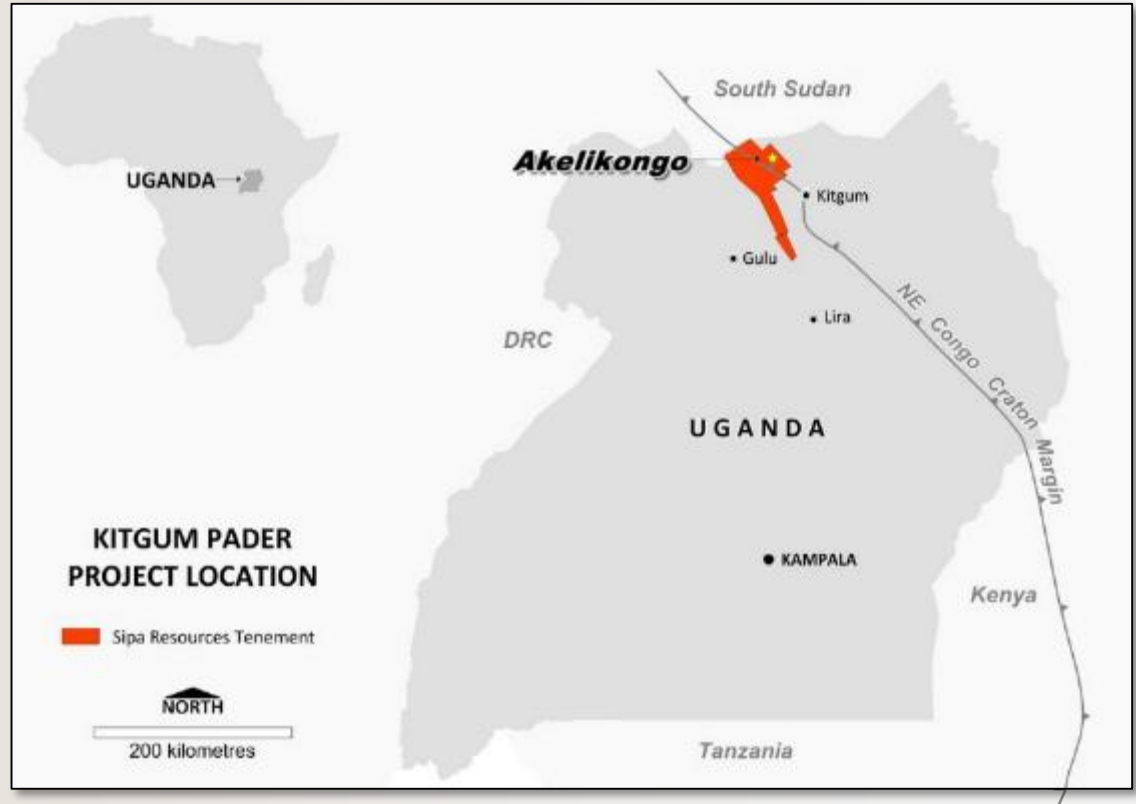 South Sudan
Akelikongo
UGANDA
Kitgum
Gulu
NE Congo Craton Margin
Lira
DRC
UGANDA
KITGUM PADER
PROJECT LOCATION
KAMPALA
Kenya
Sipa Resources Tenement
NORTH
200 kilometres
Tanzania